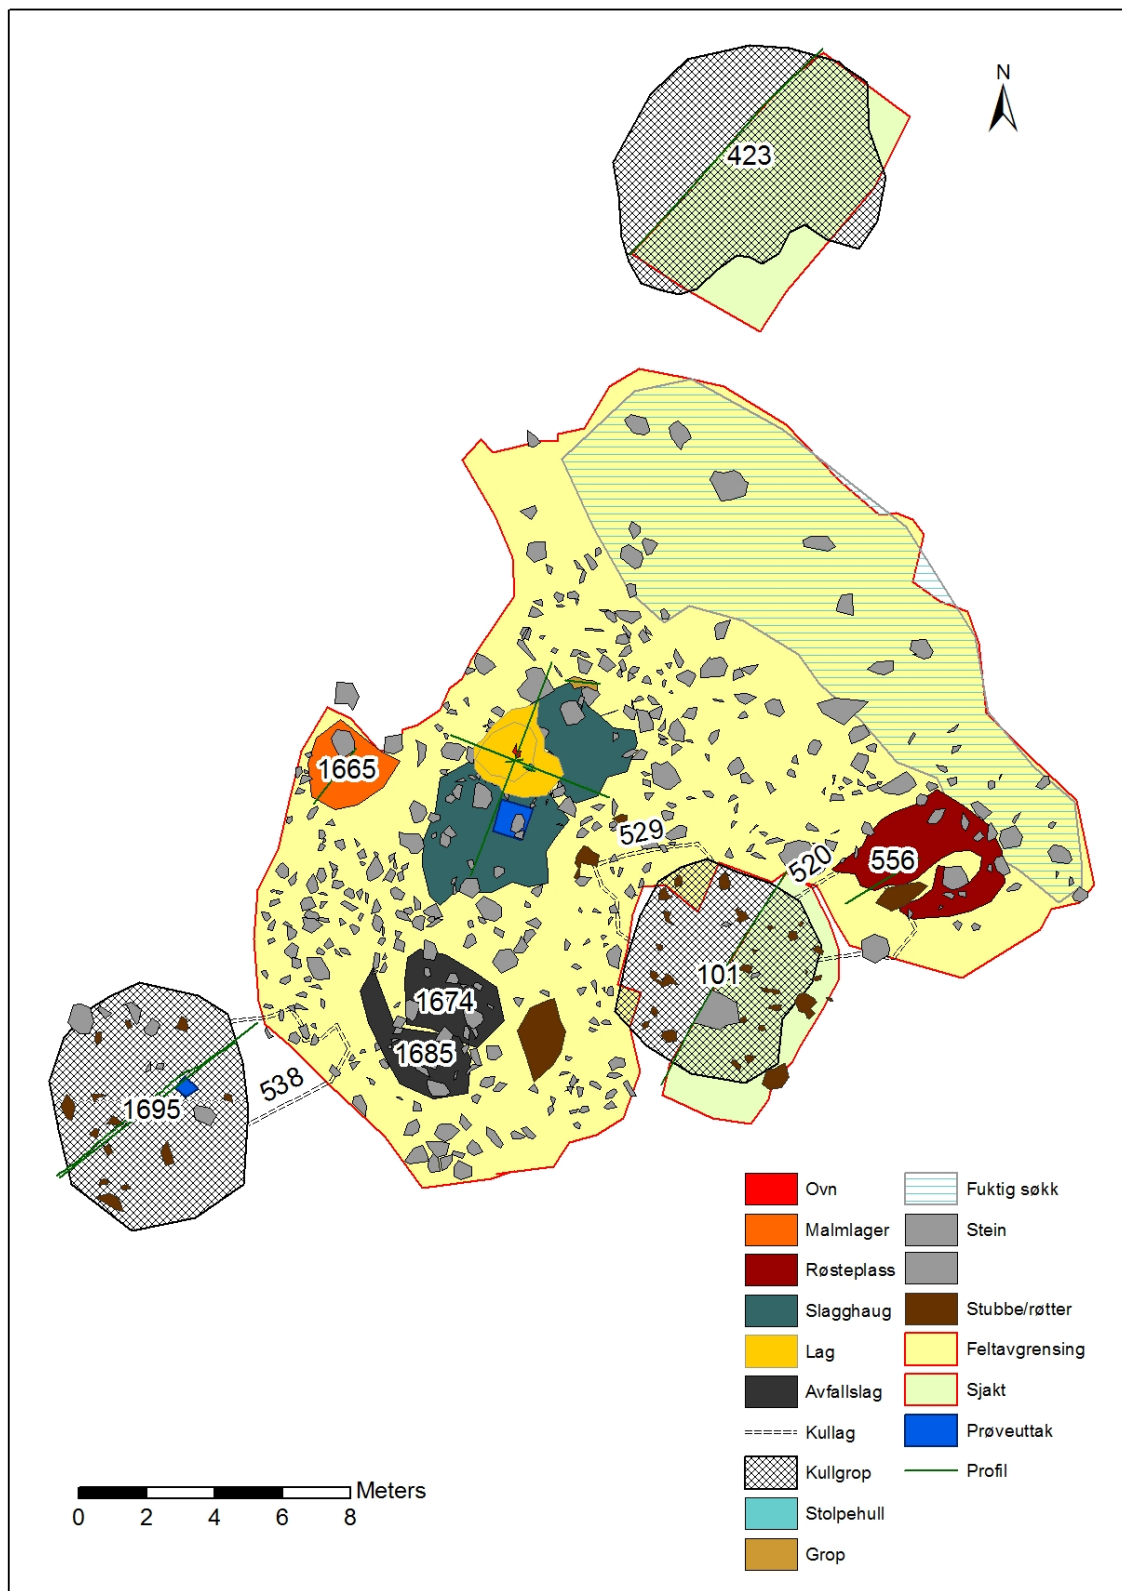 N
423
1665
529
520
556
101
1674
1685
538
1695
Ovn
Malmlager
Røsteplass
Slagghaug
Lag
Avfallslag
Kullag
Kullgrop
Stolpehull
Grop
Fuktig søkk
Stein
Stubbe/røtter
Feltavgrensing
Sjakt
Prøveuttak
Profil
Meters
0 2 4 6 8